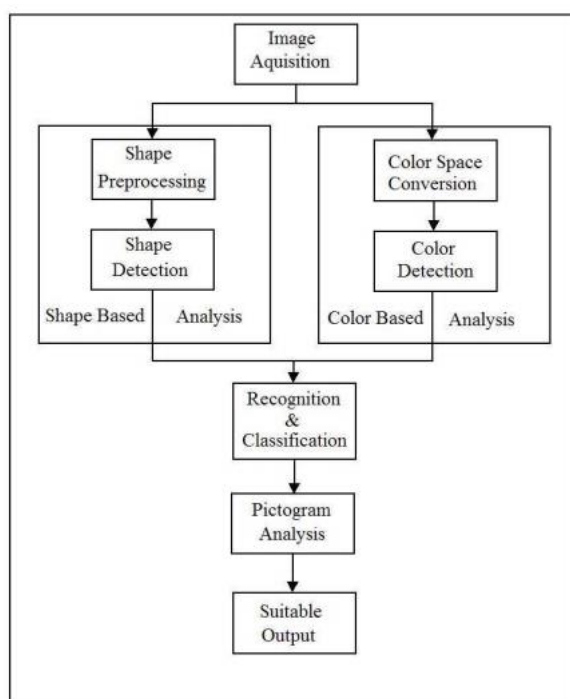 Image
Aquisition
Shape
Preprocessing
Shape
Detection
Shape Based Analysis
Color Space
Conversion
Color
Detection
Color Based Analysis
Recognition
&
Classification
Pictogram
Analysis
Suitable
Output